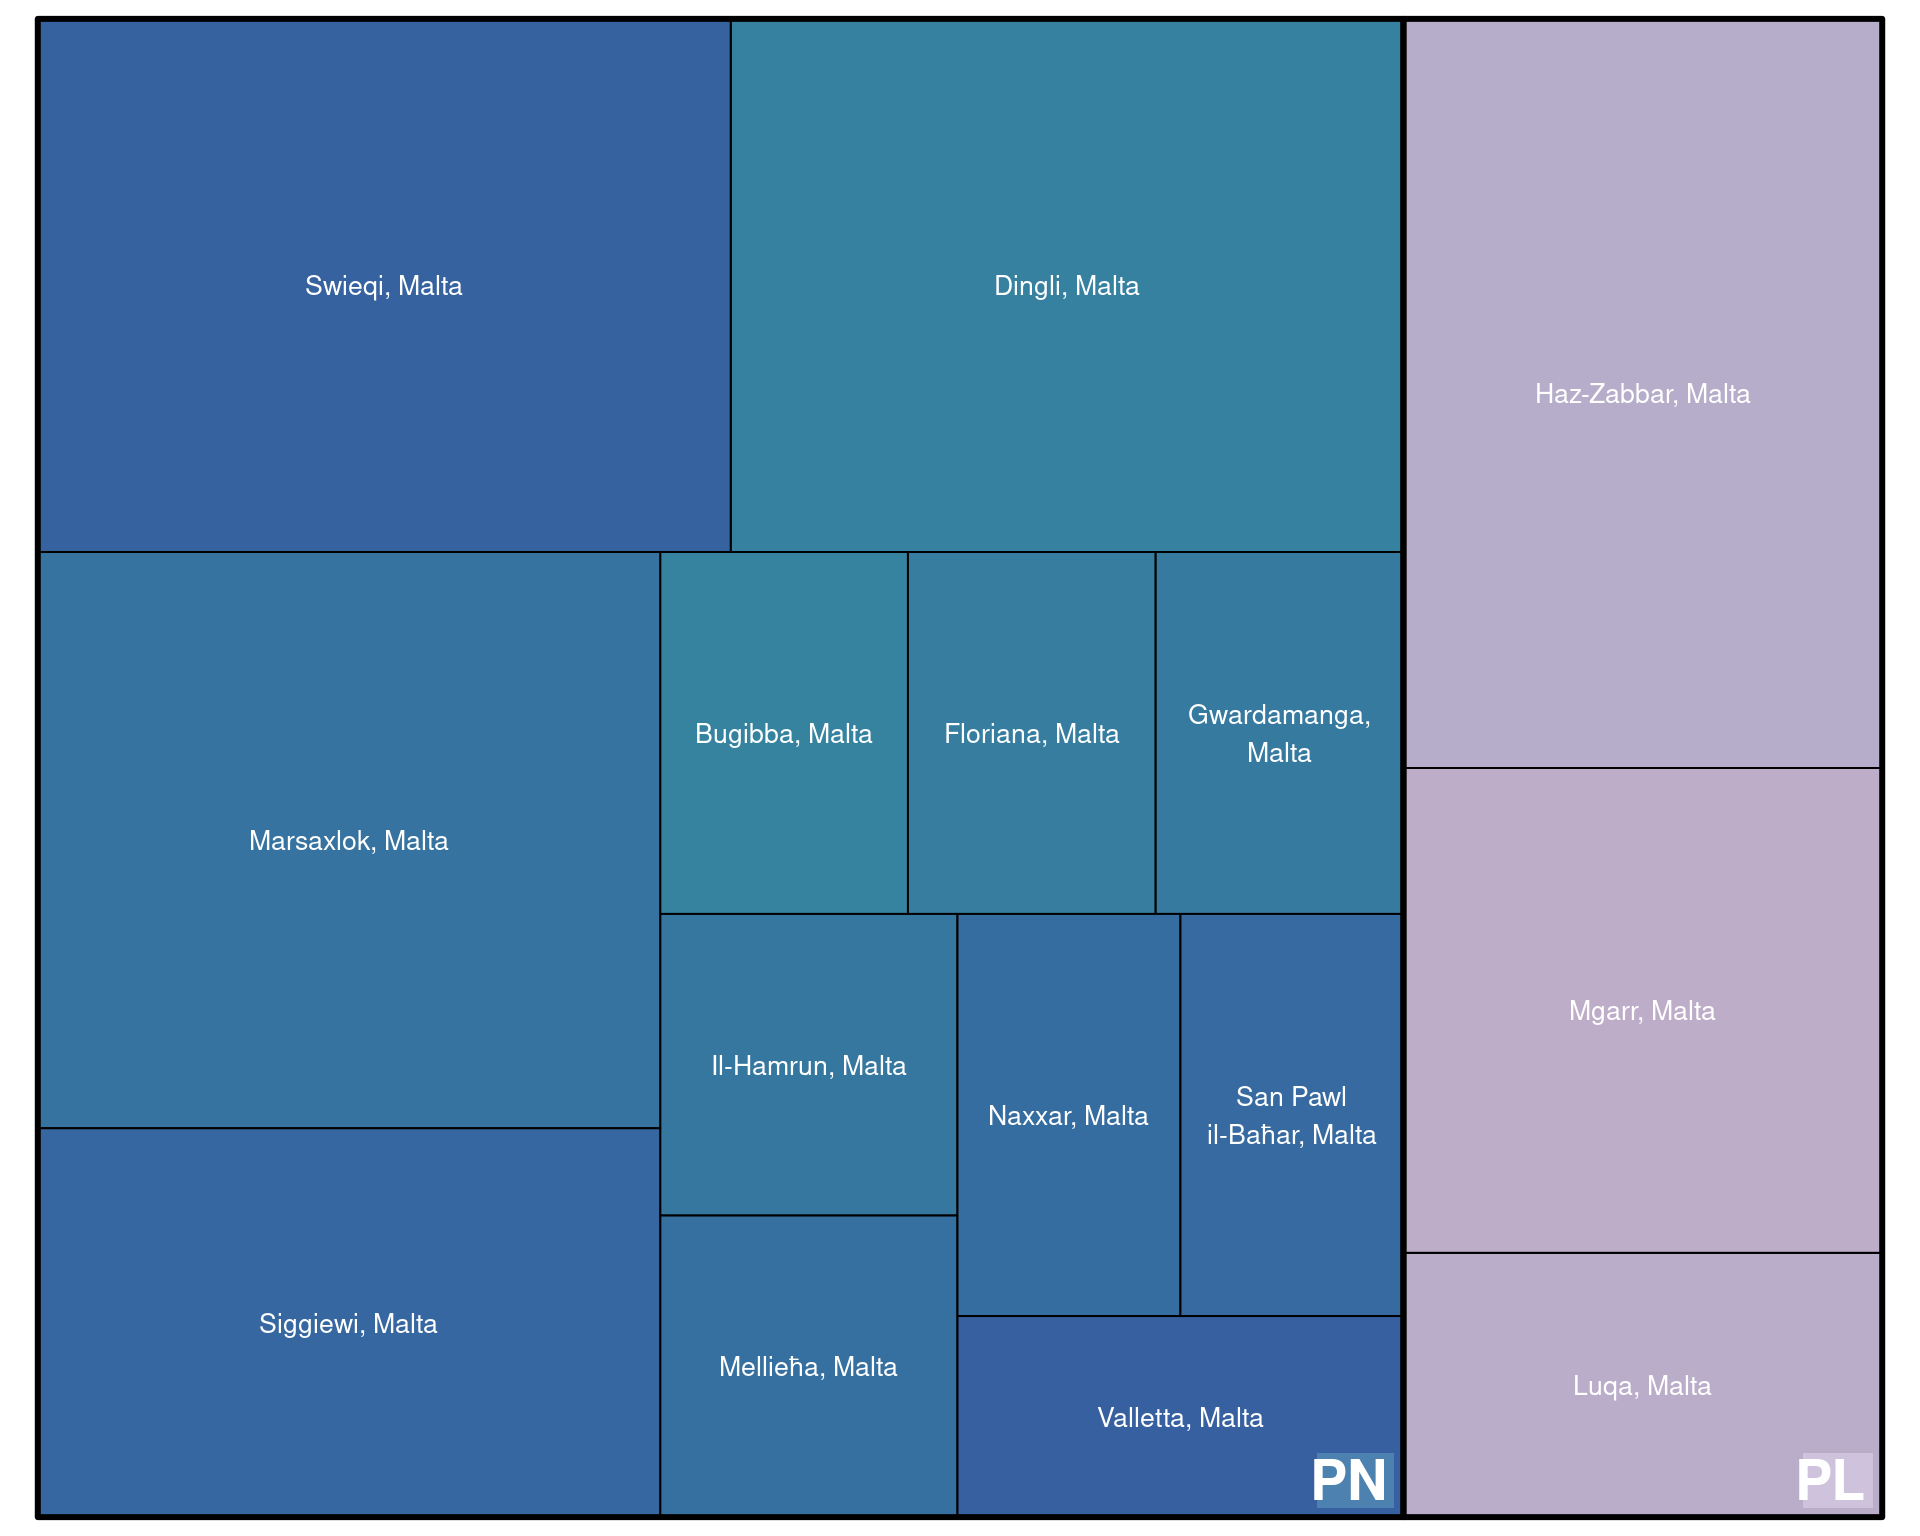 Swieqi, Malta
Dingli, Malta
Haz-Zabbar, Malta
Marsaxlok, Malta
Bugibba, Malta
Floriana, Malta
Gwardamanga,
Malta
Mgarr, Malta
Il-Hamrun, Malta
Naxxar, Malta
San Pawl
il-Baħar, Malta
Siggiewi, Malta
Mellieħa, Malta
Valletta, Malta
Luqa, Malta
PN
PL